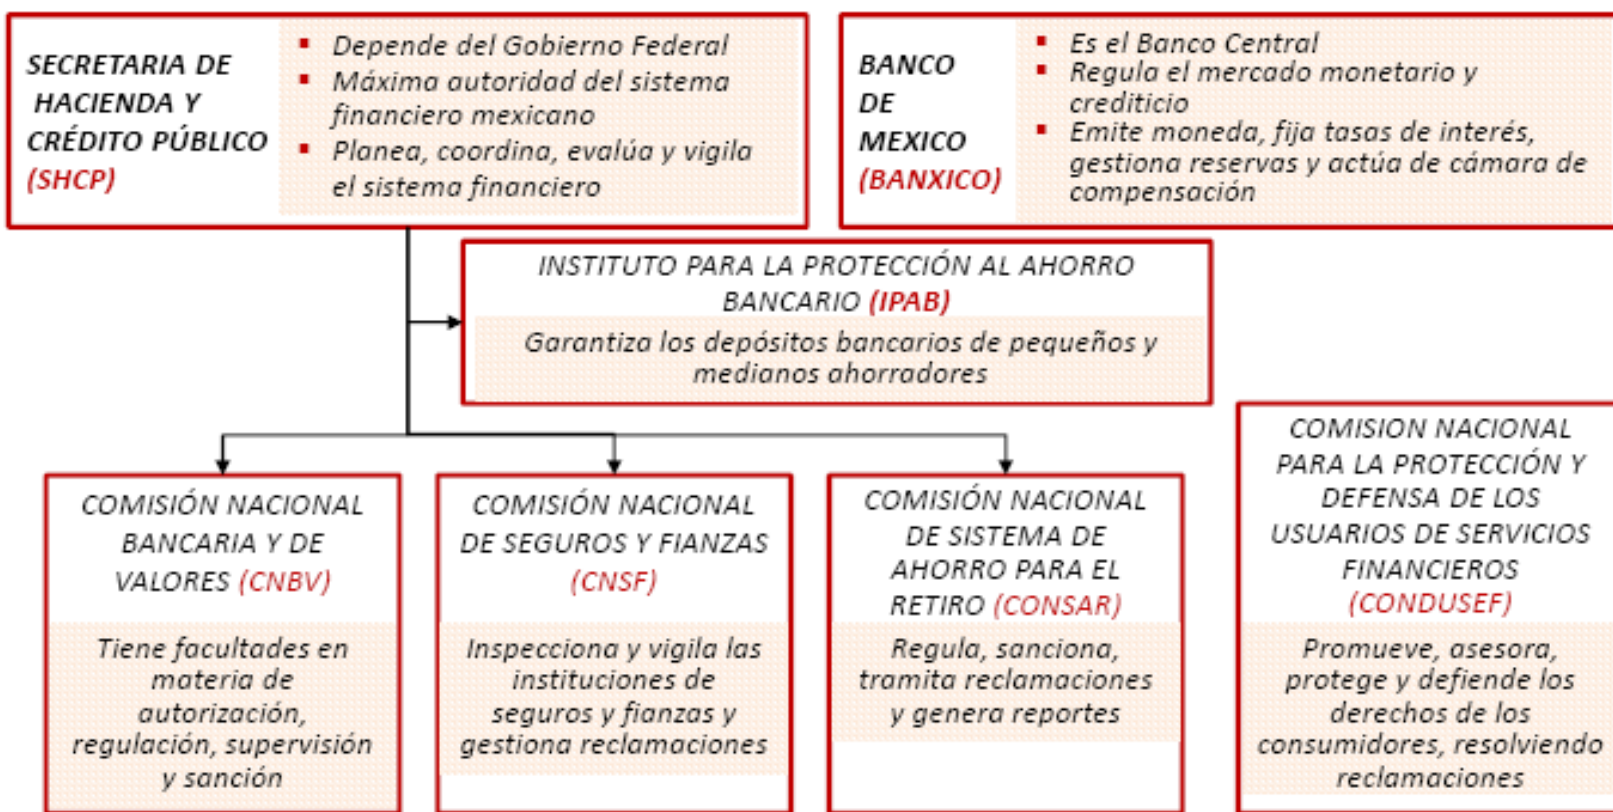 SECRETARIA DE
HACIENDA Y
CRÉDITO PÚBLICO
(SHCP)
▪ Depende del Gobierno Federal
▪ Máxima autoridad del sistema
financiero mexicano
▪ Planea, coordina, evalúa y vigila
el sistema financiero
BANCO
DE
MEXICO
(BANXICO)
▪ Es el Banco Central
▪ Regula el mercado monetario y
crediticio
▪ Emite moneda, fija tasas de interés,
gestiona reservas y actúa de cámara de
compensación
INSTITUTO PARA LA PROTECCIÓN AL AHORRO
BANCARIO (IPAB)
Garantiza los depósitos bancarios de pequeños y
medianos ahorradores
COMISIÓN NACIONAL
BANCARIA Y DE
VALORES (CNBV)
Tiene facultades en
materia de
autorización,
regulación, supervisión
y sanción
COMISIÓN NACIONAL
DE SEGUROS Y FIANZAS
(CNSF)
Inspecciona y vigila las
instituciones de
seguros y fianzas y
gestiona reclamaciones
COMISIÓN NACIONAL
DE SISTEMA DE
AHORRO PARA EL
RETIRO (CONSAR)
Regula, sanciona,
tramita reclamaciones
y genera reportes
COMISION NACIONAL
PARA LA PROTECCIÓN Y
DEFENSA DE LOS
USUARIOS DE SERVICIOS
FINANCIEROS
(CONDUSEF)
Promueve, asesora,
protege y defiende los
derechos de los
consumidores, resolviendo
reclamaciones